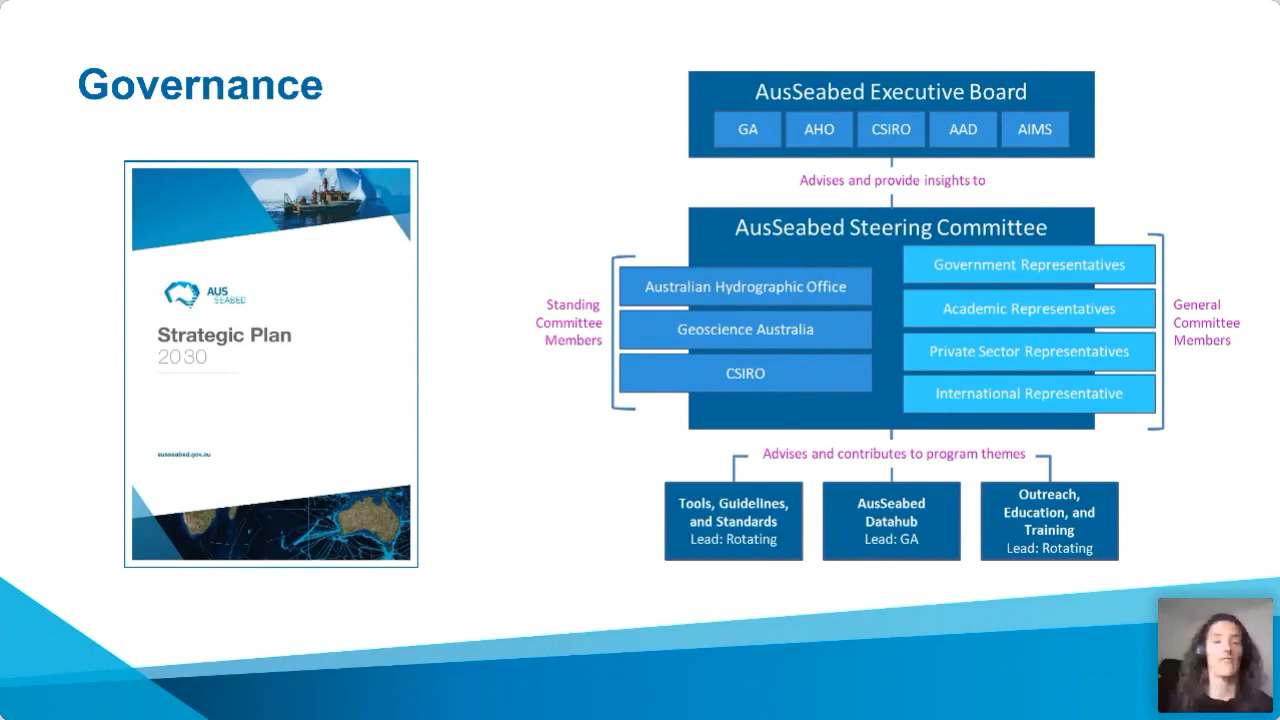 Governance
AUS
SEABED
Strategic Plan
2030
ausseabed.gov.au
AusSeabed Executive Board
GA
AHO
CSIRO
AAD
AIMS
Advises and provide insights to
AusSeabed Steering Committee
Standing
Committee
Members
Australian Hydrographic Office
Geoscience Australia
CSIRO
Government Representatives
Academic Representatives
Private Sector Representatives
International Representative
General
Committee
Members
Advises and contributes to program themes
Tools, Guidelines,
and Standards
Lead: Rotating
AusSeabed
Datahub
Lead: GA
Outreach,
Education, and
Training
Lead: Rotating